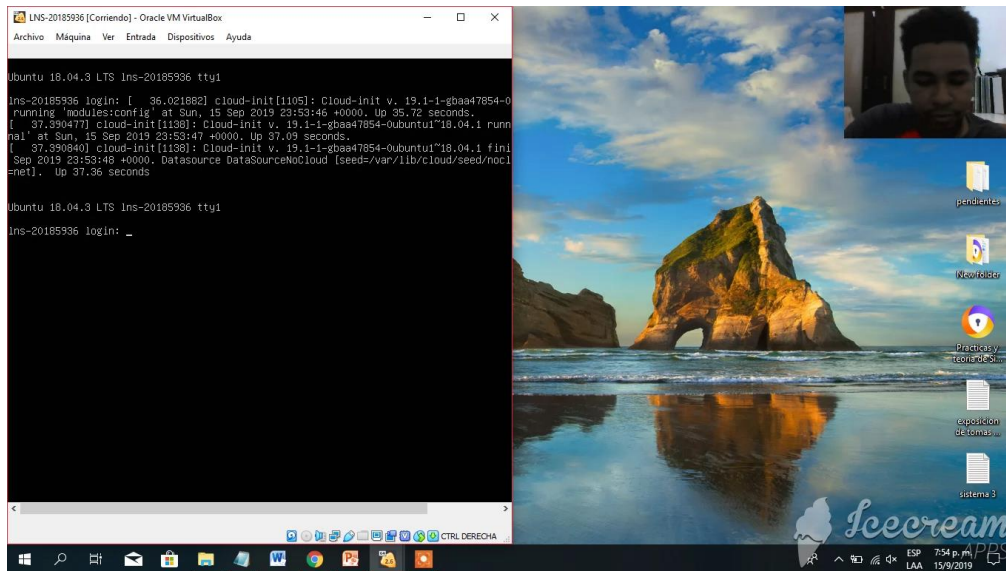 LNS-20185936 [Corriendo] - Oracle VM VirtualBox
Archivo Máquina Ver Entrada Dispositivos Ayuda
Ubuntu 18.04.3 LTS lns-20185936 tty1
lns-20185936 login: [ 36.021882] cloud-init[1105]: Cloud-init v. 19.1-1-gbaa47854-0
running 'modules:config' at Sun, 15 Sep 2019 23:53:46 +0000. Up 35.72 seconds.
[ 37.390477] cloud-init[1138]: Cloud-init v. 19.1-1-gbaa47854-0ubuntu1~18.04.1 runn
nal' at Sun, 15 Sep 2019 23:53:47 +0000. Up 37.09 seconds.
[ 37.390840] cloud-init[1138]: Cloud-init v. 19.1-1-gbaa47854-0ubuntu1~18.04.1 fini
Sep 2019 23:53:48 +0000. Datasource DataSourceNoCloud [seed=/var/lib/cloud/seed/nocl
=net]. Up 37.36 seconds
Ubuntu 18.04.3 LTS lns-20185936 tty1
lns-20185936 login: _
CTRL DERECHA
pendientes
New folder
Practicas y
teoria de Si...
exposicion
de tomas ...
sistema 3
Icecream
APPS
ESP
LAA
7:54 p. m.
15/9/2019